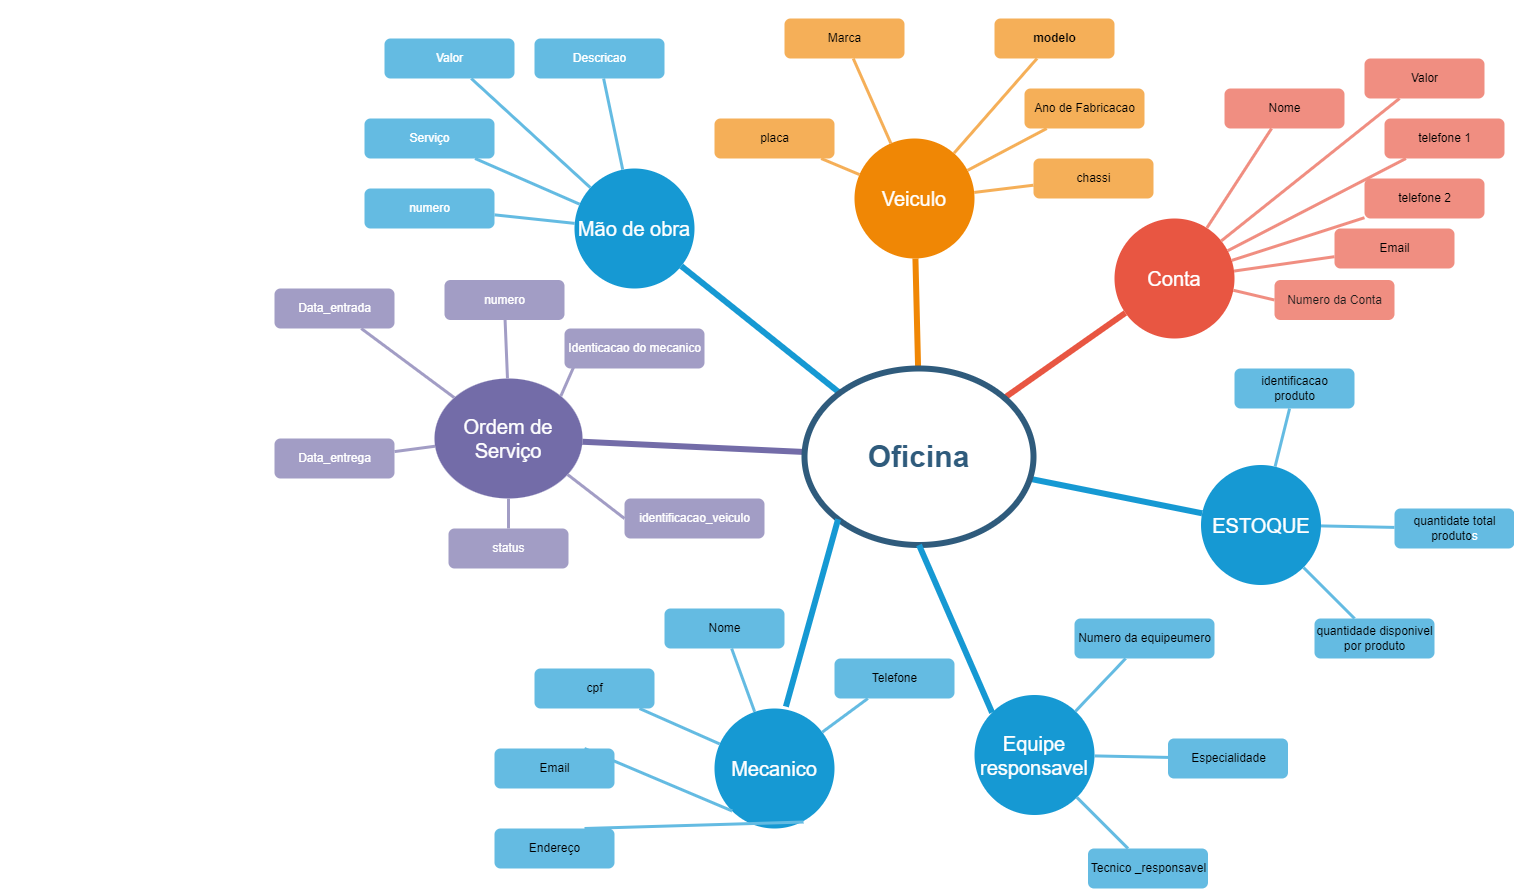 Marca
modelo
Valor
Descricao
Valor
Nome
Ano de Fabricacao
placa
Serviço
telefone 1
chassi
Veiculo
telefone 2
numero
Mão de obra
Email
Conta
Numero da Conta
numero
Data_entrada
Identicacao do mecanico
identificacao
produto
Ordem de
Serviço
Oficina
Data_entrega
identificacao_veiculo
quantidate total
produtos
ESTOQUE
status
Nome
Numero da equipeumero
quantidade disponivel
por produto
Telefone
cpf
Equipe
responsavel
Especialidade
Email
Mecanico
Endereço
Tecnico _responsavel